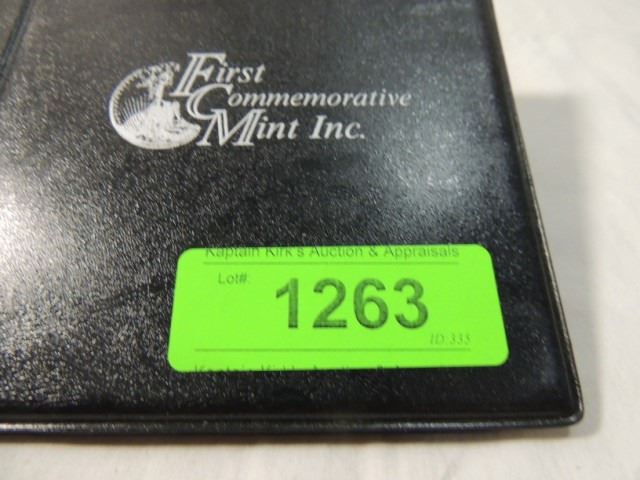 First
Commemorative
Mint Inc.
Kaptain Kirk's Auction & Appraisals
Lot#:
1263
ID:335